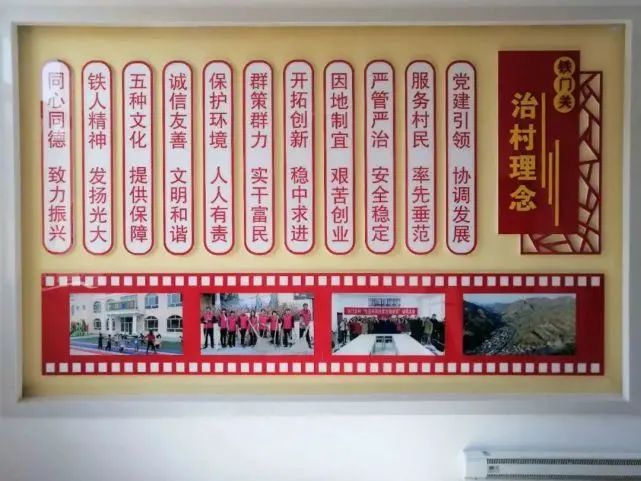 铁门关
治村理念
党建引领 协调发展
服务村民 率先垂范
严管严治 安全稳定
因地制宜 艰苦创业
开拓创新 稳中求进
群策群力 实干富民
保护环境 人人有责
诚信友善 文明和谐
五种文化 提供保障
铁人精神 发扬光大
同心同德 致力振兴